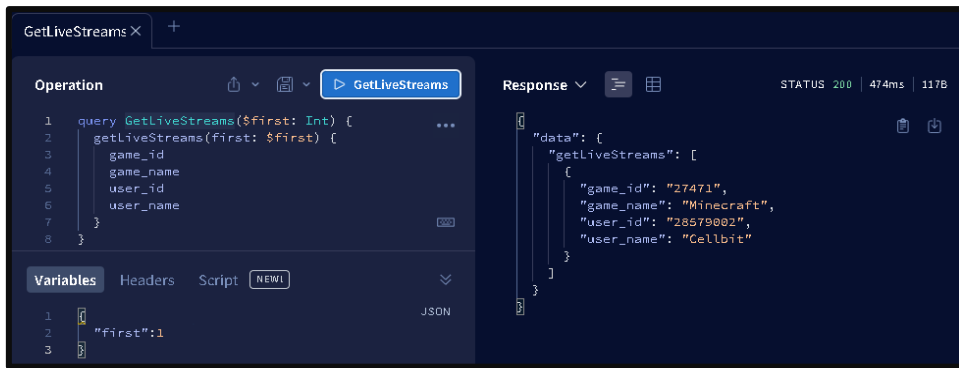 GetLiveStreams
Operation
GetLiveStreams
1 query GetLiveStreams($first: Int) {
2 getLiveStreams(first: $first) {
3 game_id
4 game_name
5 user_id
6 user_name
7 }
8 }
Variables Headers Script NEW!
JSON
1 {
2 "first":1
3 }
Response
STATUS 200 474ms 117B
{
"data": {
"getLiveStreams": [
{
"game_id": "27471",
"game_name": "Minecraft",
"user_id": "28579002",
"user_name": "Cellbit"
}
]
}
}